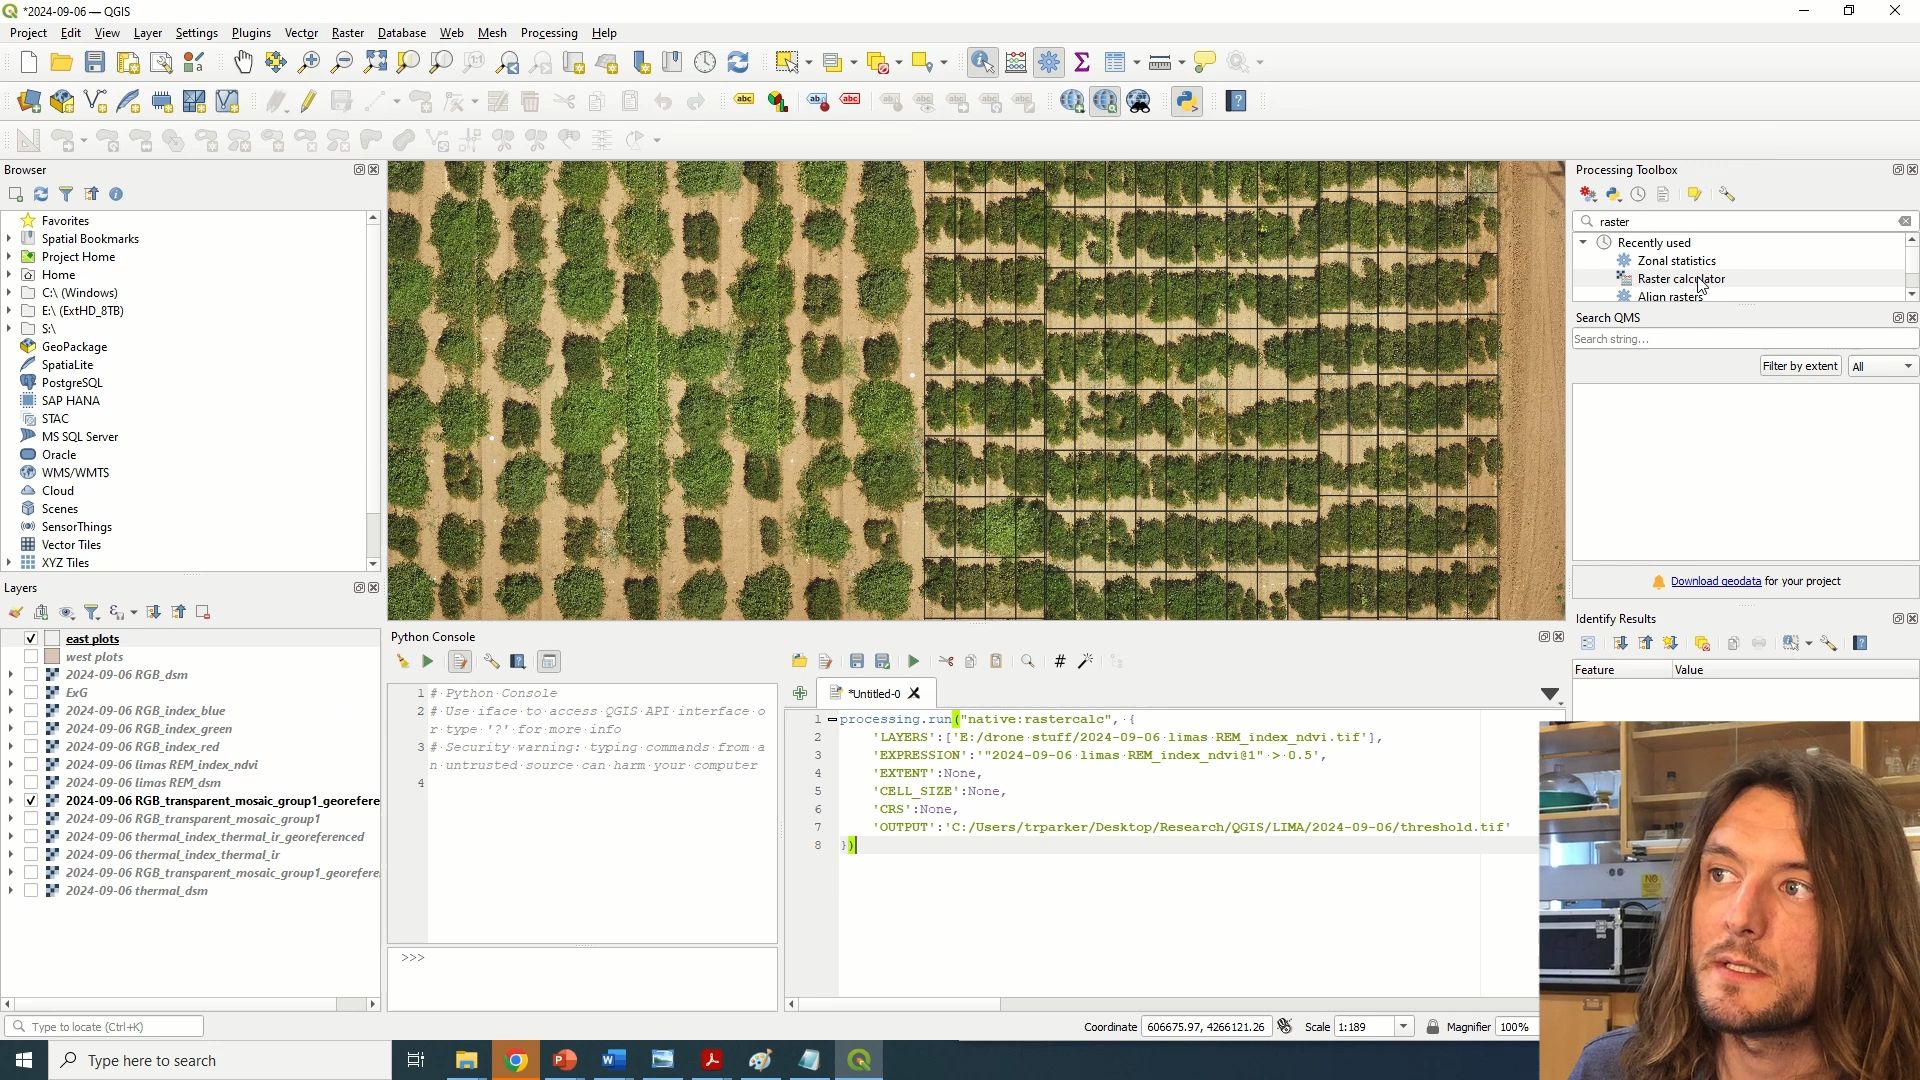 *2024-09-06 — QGIS
Project Edit View Layer Settings Plugins Vector Raster Database Web Mesh Processing Help
Browser
Favorites
Spatial Bookmarks
Project Home
Home
C:\ (Windows)
E:\ (ExtHD_8TB)
S:\
GeoPackage
SpatiaLite
PostgreSQL
SAP HANA
STAC
MS SQL Server
Oracle
WMS/WMTS
Cloud
Scenes
SensorThings
Vector Tiles
XYZ Tiles
Layers
east plots
west plots
2024-09-06 RGB_dsm
ExG
2024-09-06 RGB_index_blue
2024-09-06 RGB_index_green
2024-09-06 RGB_index_red
2024-09-06 limas REM_index_ndvi
2024-09-06 limas REM_dsm
2024-09-06 RGB_transparent_mosaic_group1_georefere
2024-09-06 RGB_transparent_mosaic_group1
2024-09-06 thermal_index_thermal_ir_georeferenced
2024-09-06 thermal_index_thermal_ir
2024-09-06 RGB_transparent_mosaic_group1_georefere
2024-09-06 thermal_dsm
Type to locate (Ctrl+K)
Python Console
1 # Python Console
2 # Use iface to access QGIS API interface o
r type '?' for more info
3 # Security warning: typing commands from a
n untrusted source can harm your computer
4
>>>
*Untitled-0
1 processing.run("native:rastercalc", {
2 'LAYERS':['E:/drone stuff/2024-09-06 limas REM_index_ndvi.tif'],
3 'EXPRESSION':'"2024-09-06 limas REM_index_ndvi@1" > 0.5',
4 'EXTENT':None,
5 'CELL_SIZE':None,
6 'CRS':None,
7 'OUTPUT':'C:/Users/trparker/Desktop/Research/QGIS/LIMA/2024-09-06/threshold.tif'
8 })
Processing Toolbox
raster
Recently used
Zonal statistics
Raster calculator
Align rasters
Search QMS
Search string...
Filter by extent All
Download geodata for your project
Identify Results
Feature Value
Coordinate 606675.97, 4266121.26 Scale 1:189 Magnifier 100%
Type here to search